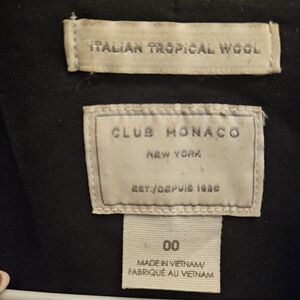 ITALIAN TROPICAL WOOL
CLUB MONACO
NEW YORK
EST./DEPUIS 1985
00
MADE IN VIETNAM/
FABRIQUÉ AU VIETNAM